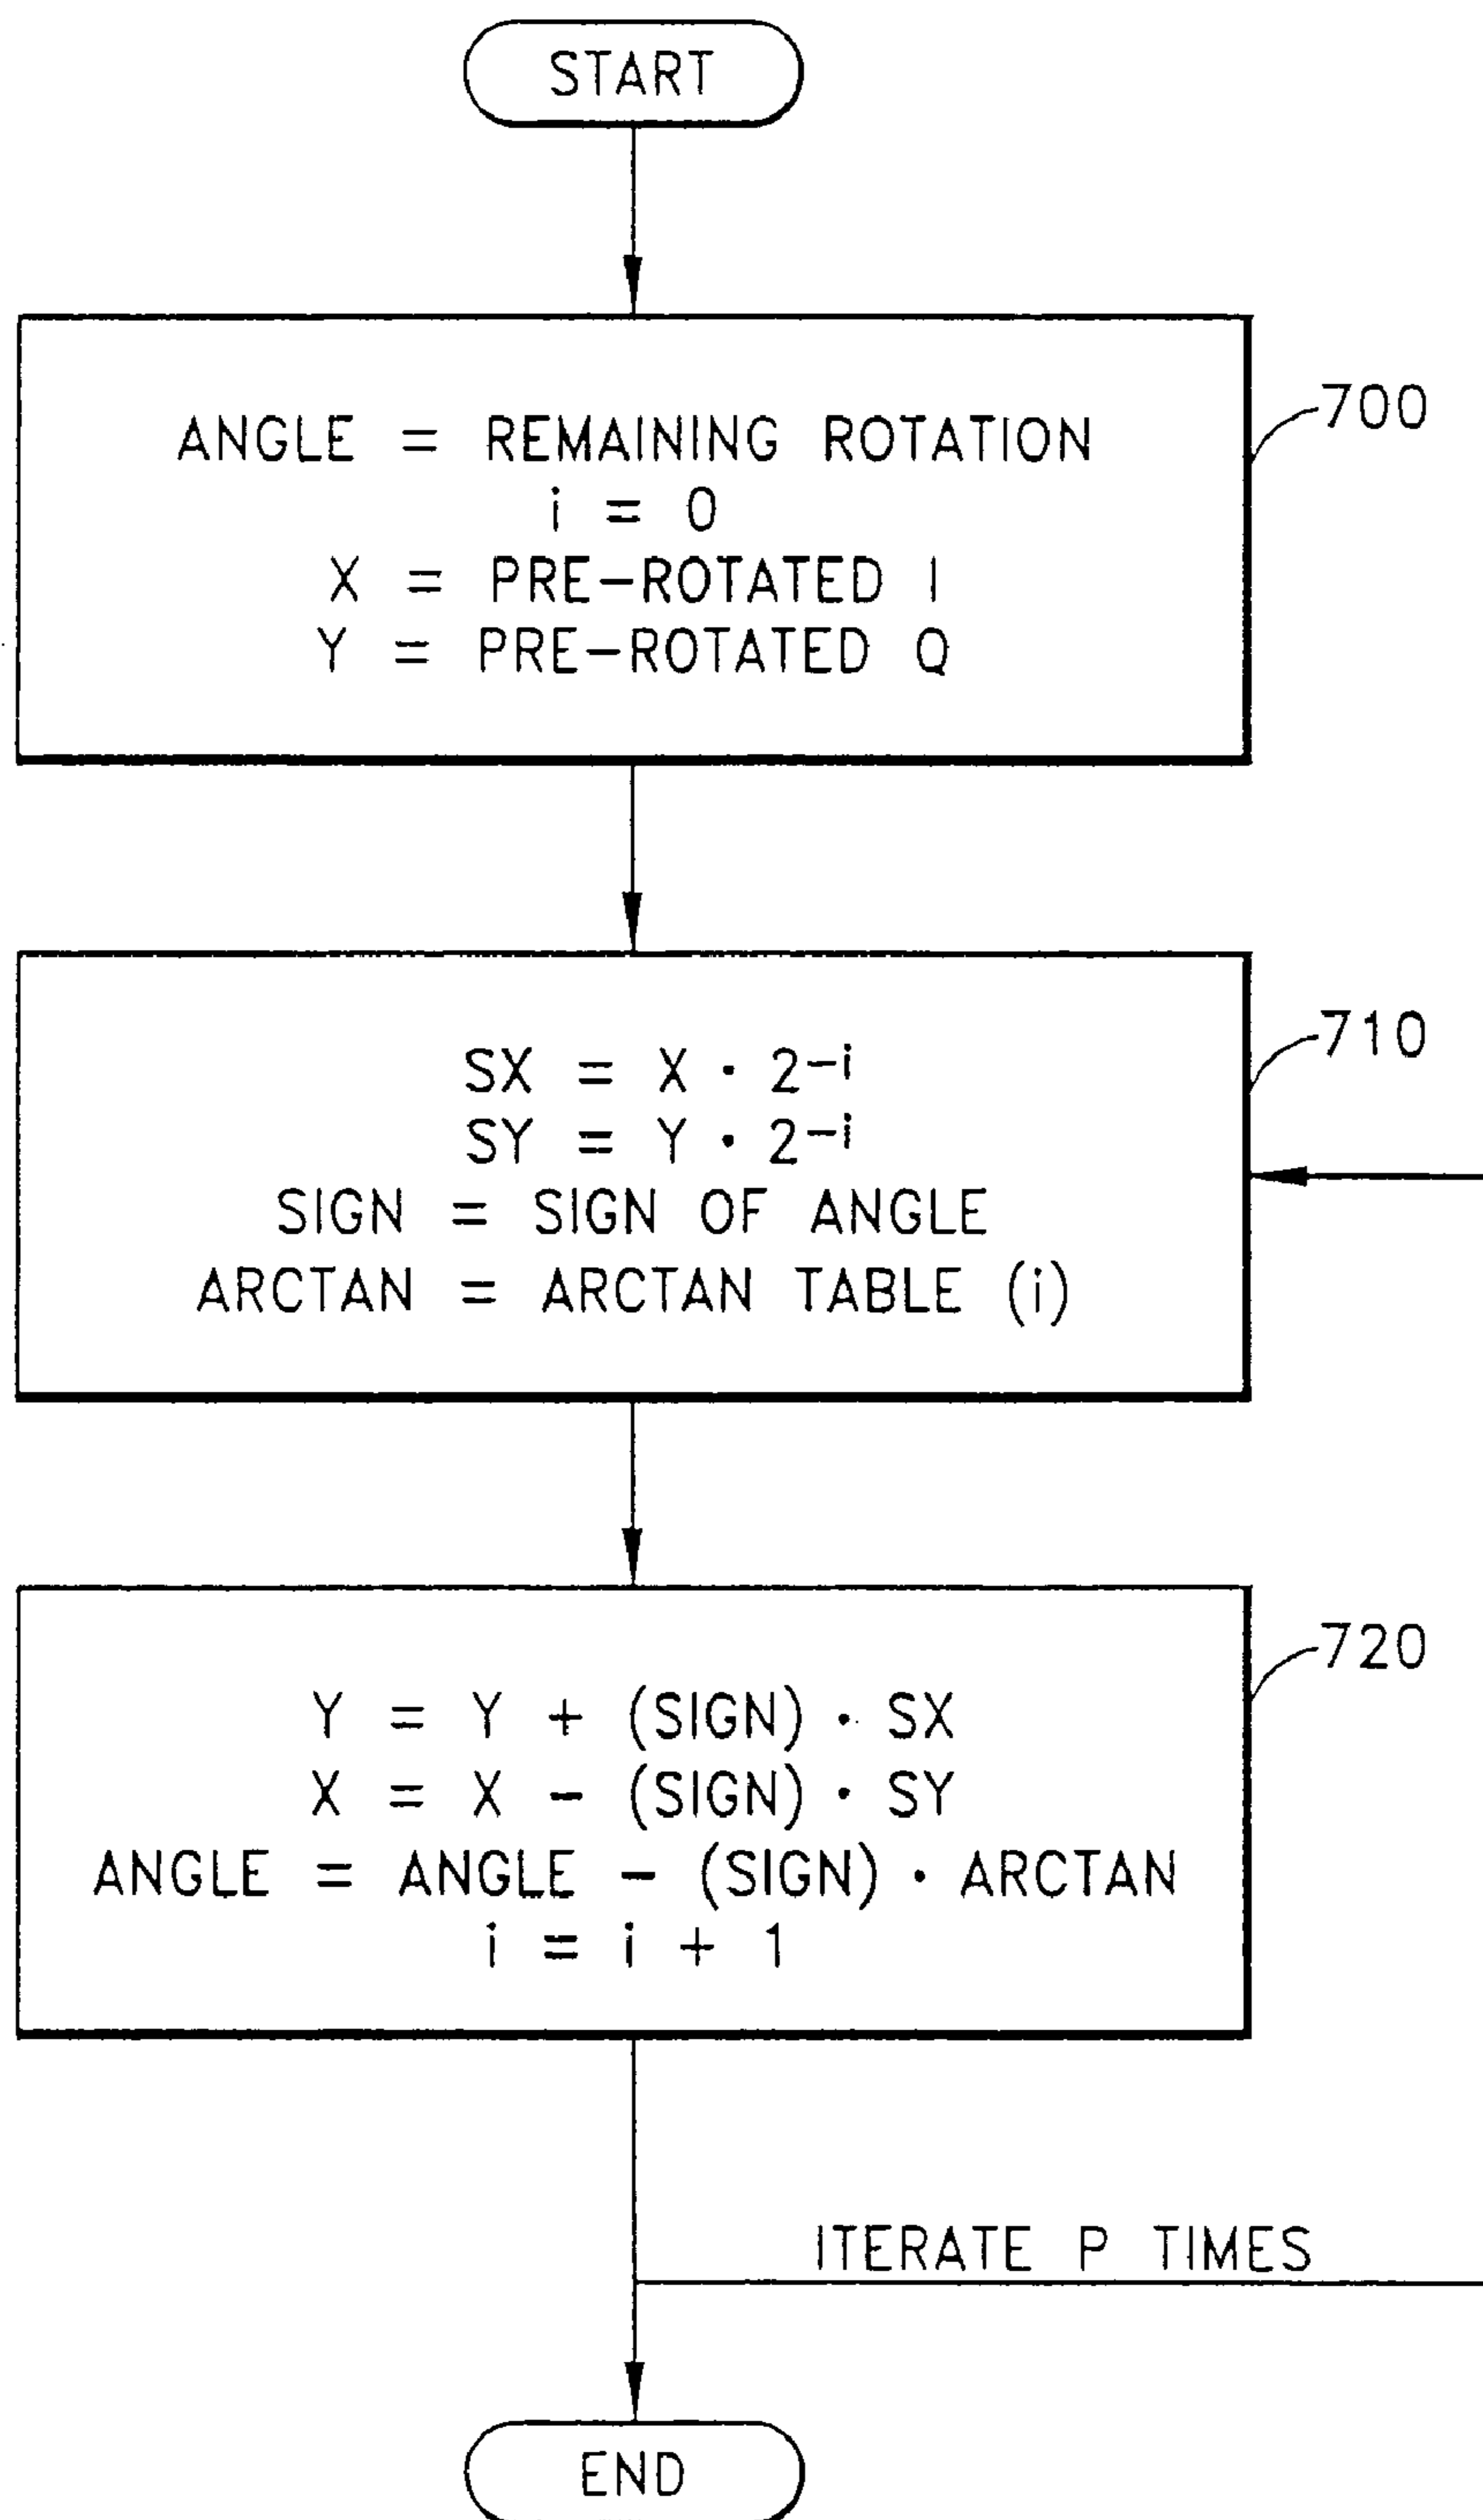 START
ANGLE = REMAINING ROTATION
i = 0
X = PRE-ROTATED I
Y = PRE-ROTATED Q
700
SX = X · 2⁻ⁱ
SY = Y · 2⁻ⁱ
SIGN = SIGN OF ANGLE
ARCTAN = ARCTAN TABLE (i)
710
Y = Y + (SIGN) · SX
X = X - (SIGN) · SY
ANGLE = ANGLE - (SIGN) · ARCTAN
i = i + 1
720
ITERATE P TIMES
END